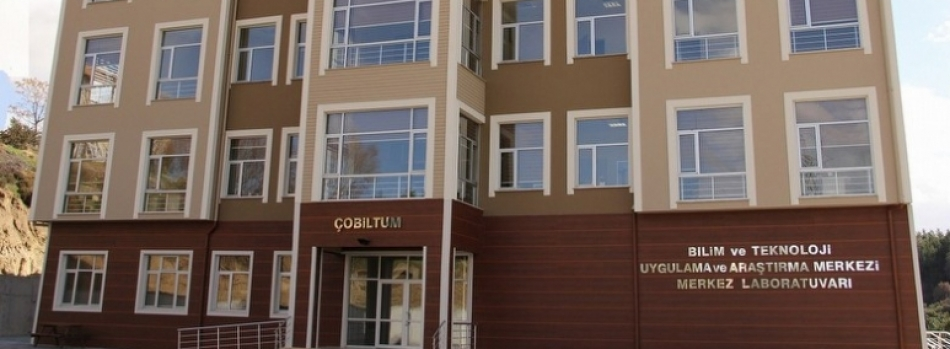 ÇOBİLTUM
BİLİM ve TEKNOLOJİ
UYGULAMA ve ARAŞTIRMA MERKEZİ
MERKEZ LABORATUVARI